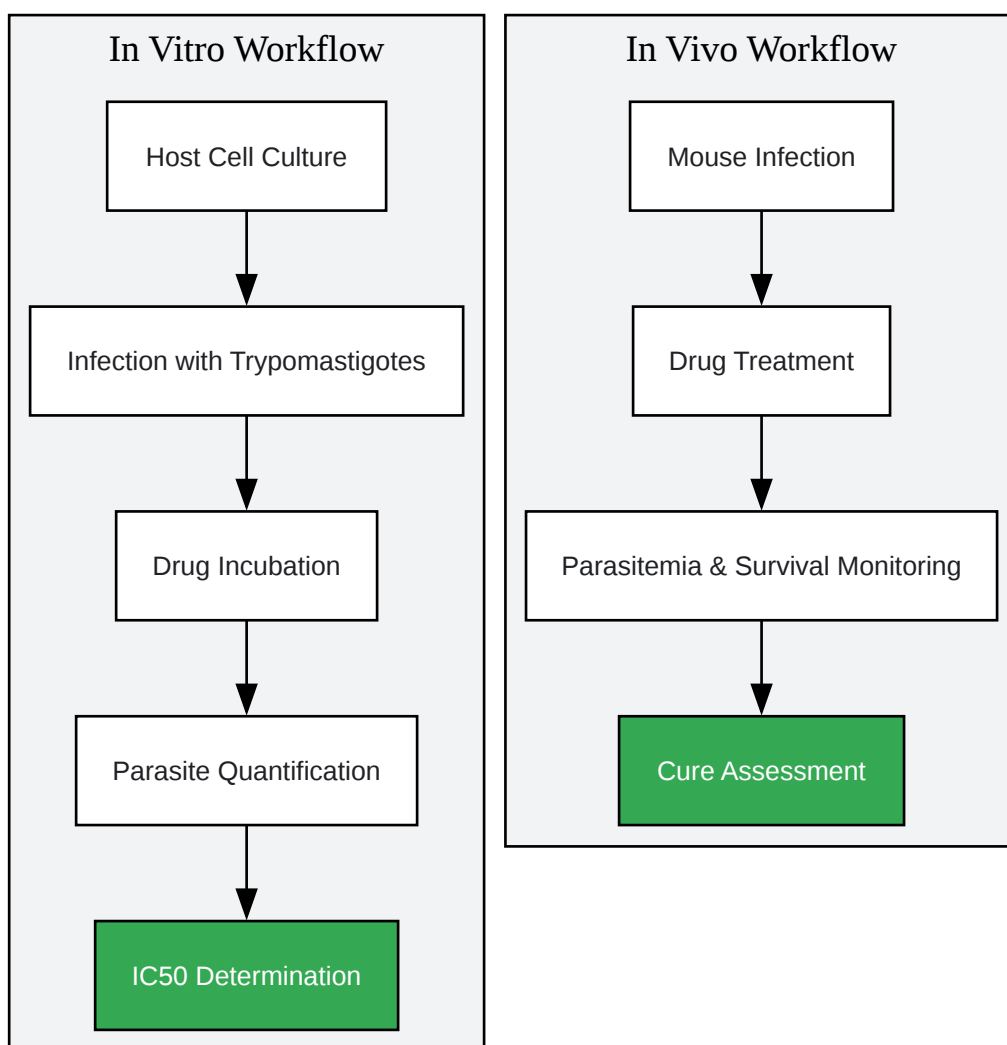 In Vitro Workflow
Host Cell Culture
Infection with Trypomastigotes
Drug Incubation
Parasite Quantification
IC50 Determination
In Vivo Workflow
Mouse Infection
Drug Treatment
Parasitemia & Survival Monitoring
Cure Assessment